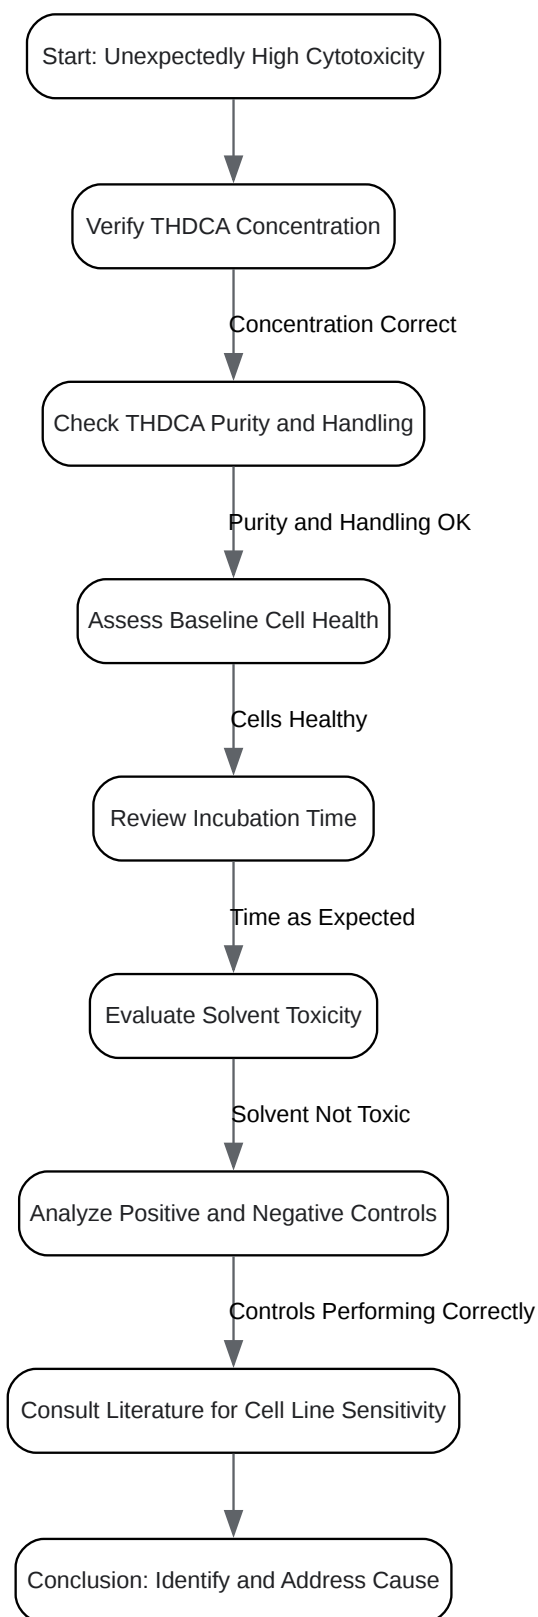 Start: Unexpectedly High Cytotoxicity
Verify THDCA Concentration
Concentration Correct
Check THDCA Purity and Handling
Purity and Handling OK
Assess Baseline Cell Health
Cells Healthy
Review Incubation Time
Time as Expected
Evaluate Solvent Toxicity
Solvent Not Toxic
Analyze Positive and Negative Controls
Controls Performing Correctly
Consult Literature for Cell Line Sensitivity
Conclusion: Identify and Address Cause